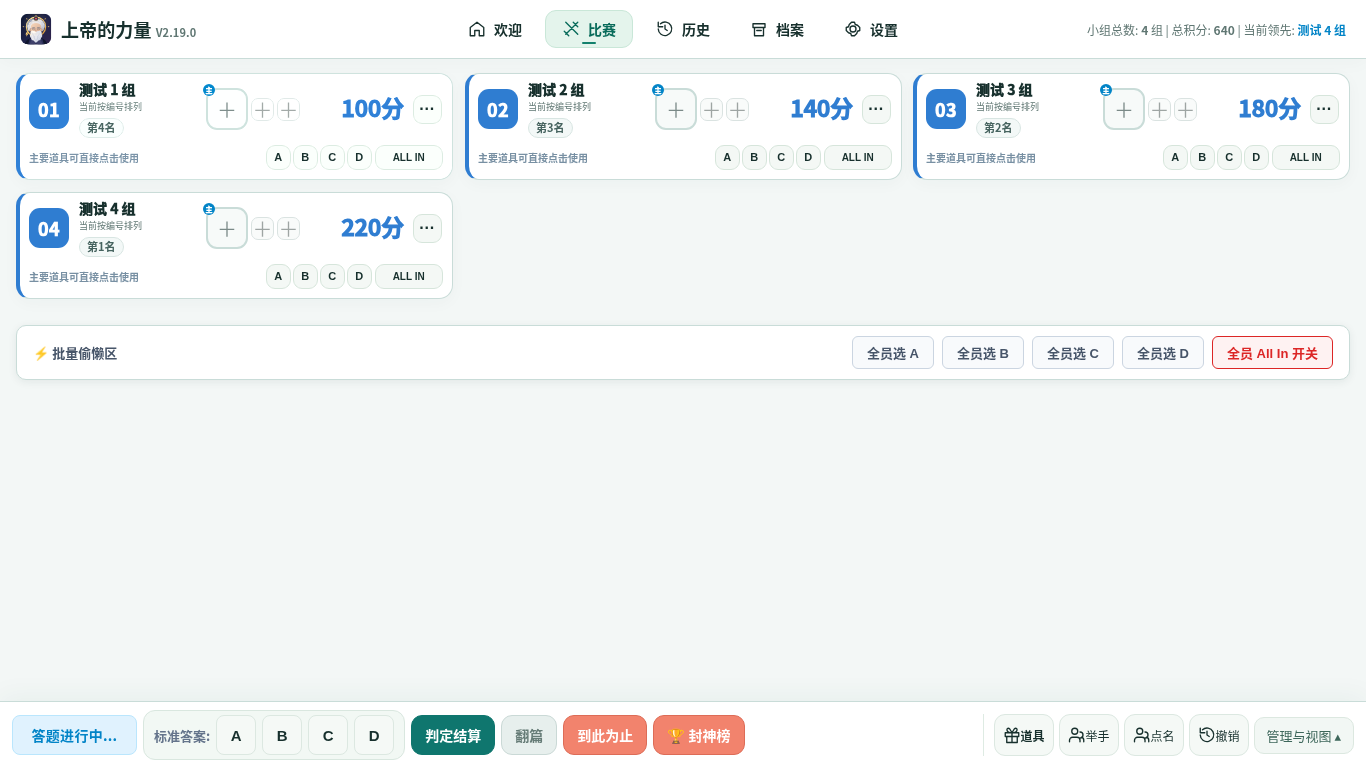 上帝的力量 V2.19.0
欢迎
比赛
历史
档案
设置
小组总数: 4 组 | 总积分: 640 | 当前领先: 测试 4 组
01
测试 1 组
当前按编号排列
第4名
主
100分
...
主要道具可直接点击使用
A B C D ALL IN
02
测试 2 组
当前按编号排列
第3名
主
140分
...
主要道具可直接点击使用
A B C D ALL IN
03
测试 3 组
当前按编号排列
第2名
主
180分
...
主要道具可直接点击使用
A B C D ALL IN
04
测试 4 组
当前按编号排列
第1名
主
220分
...
主要道具可直接点击使用
A B C D ALL IN
⚡ 批量偷懒区
全员选 A
全员选 B
全员选 C
全员选 D
全员 All In 开关
答题进行中...
标准答案: A B C D
判定结算
翻篇
到此为止
🏆 封神榜
道具
举手
点名
撤销
管理与视图 ▴